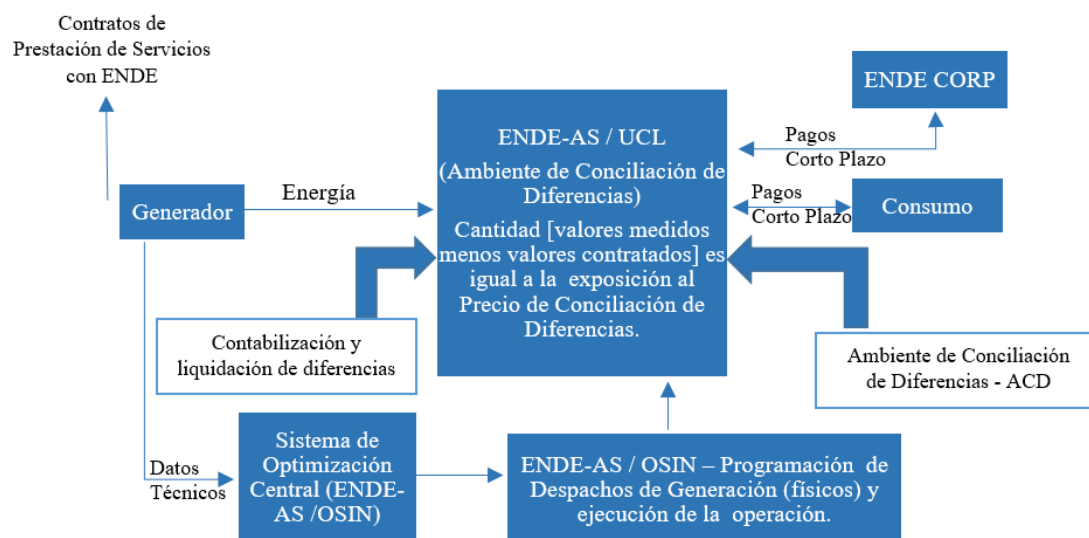 Contratos de
Prestación de Servicios
con ENDE
ENDE CORP
ENDE-AS / UCL
(Ambiente de Conciliación de
Diferencias)
Cantidad [valores medidos
menos valores contratados] es
igual a la exposición al
Precio de Conciliación de
Diferencias.
Pagos
Corto Plazo
Generador
Energía
Pagos
Corto Plazo
Consumo
Contabilización y
liquidación de diferencias
Ambiente de Conciliación
de Diferencias - ACD
Datos
Técnicos
Sistema de
Optimización
Central (ENDE-
AS /OSIN)
ENDE-AS / OSIN – Programación de
Despachos de Generación (físicos) y
ejecución de la operación.